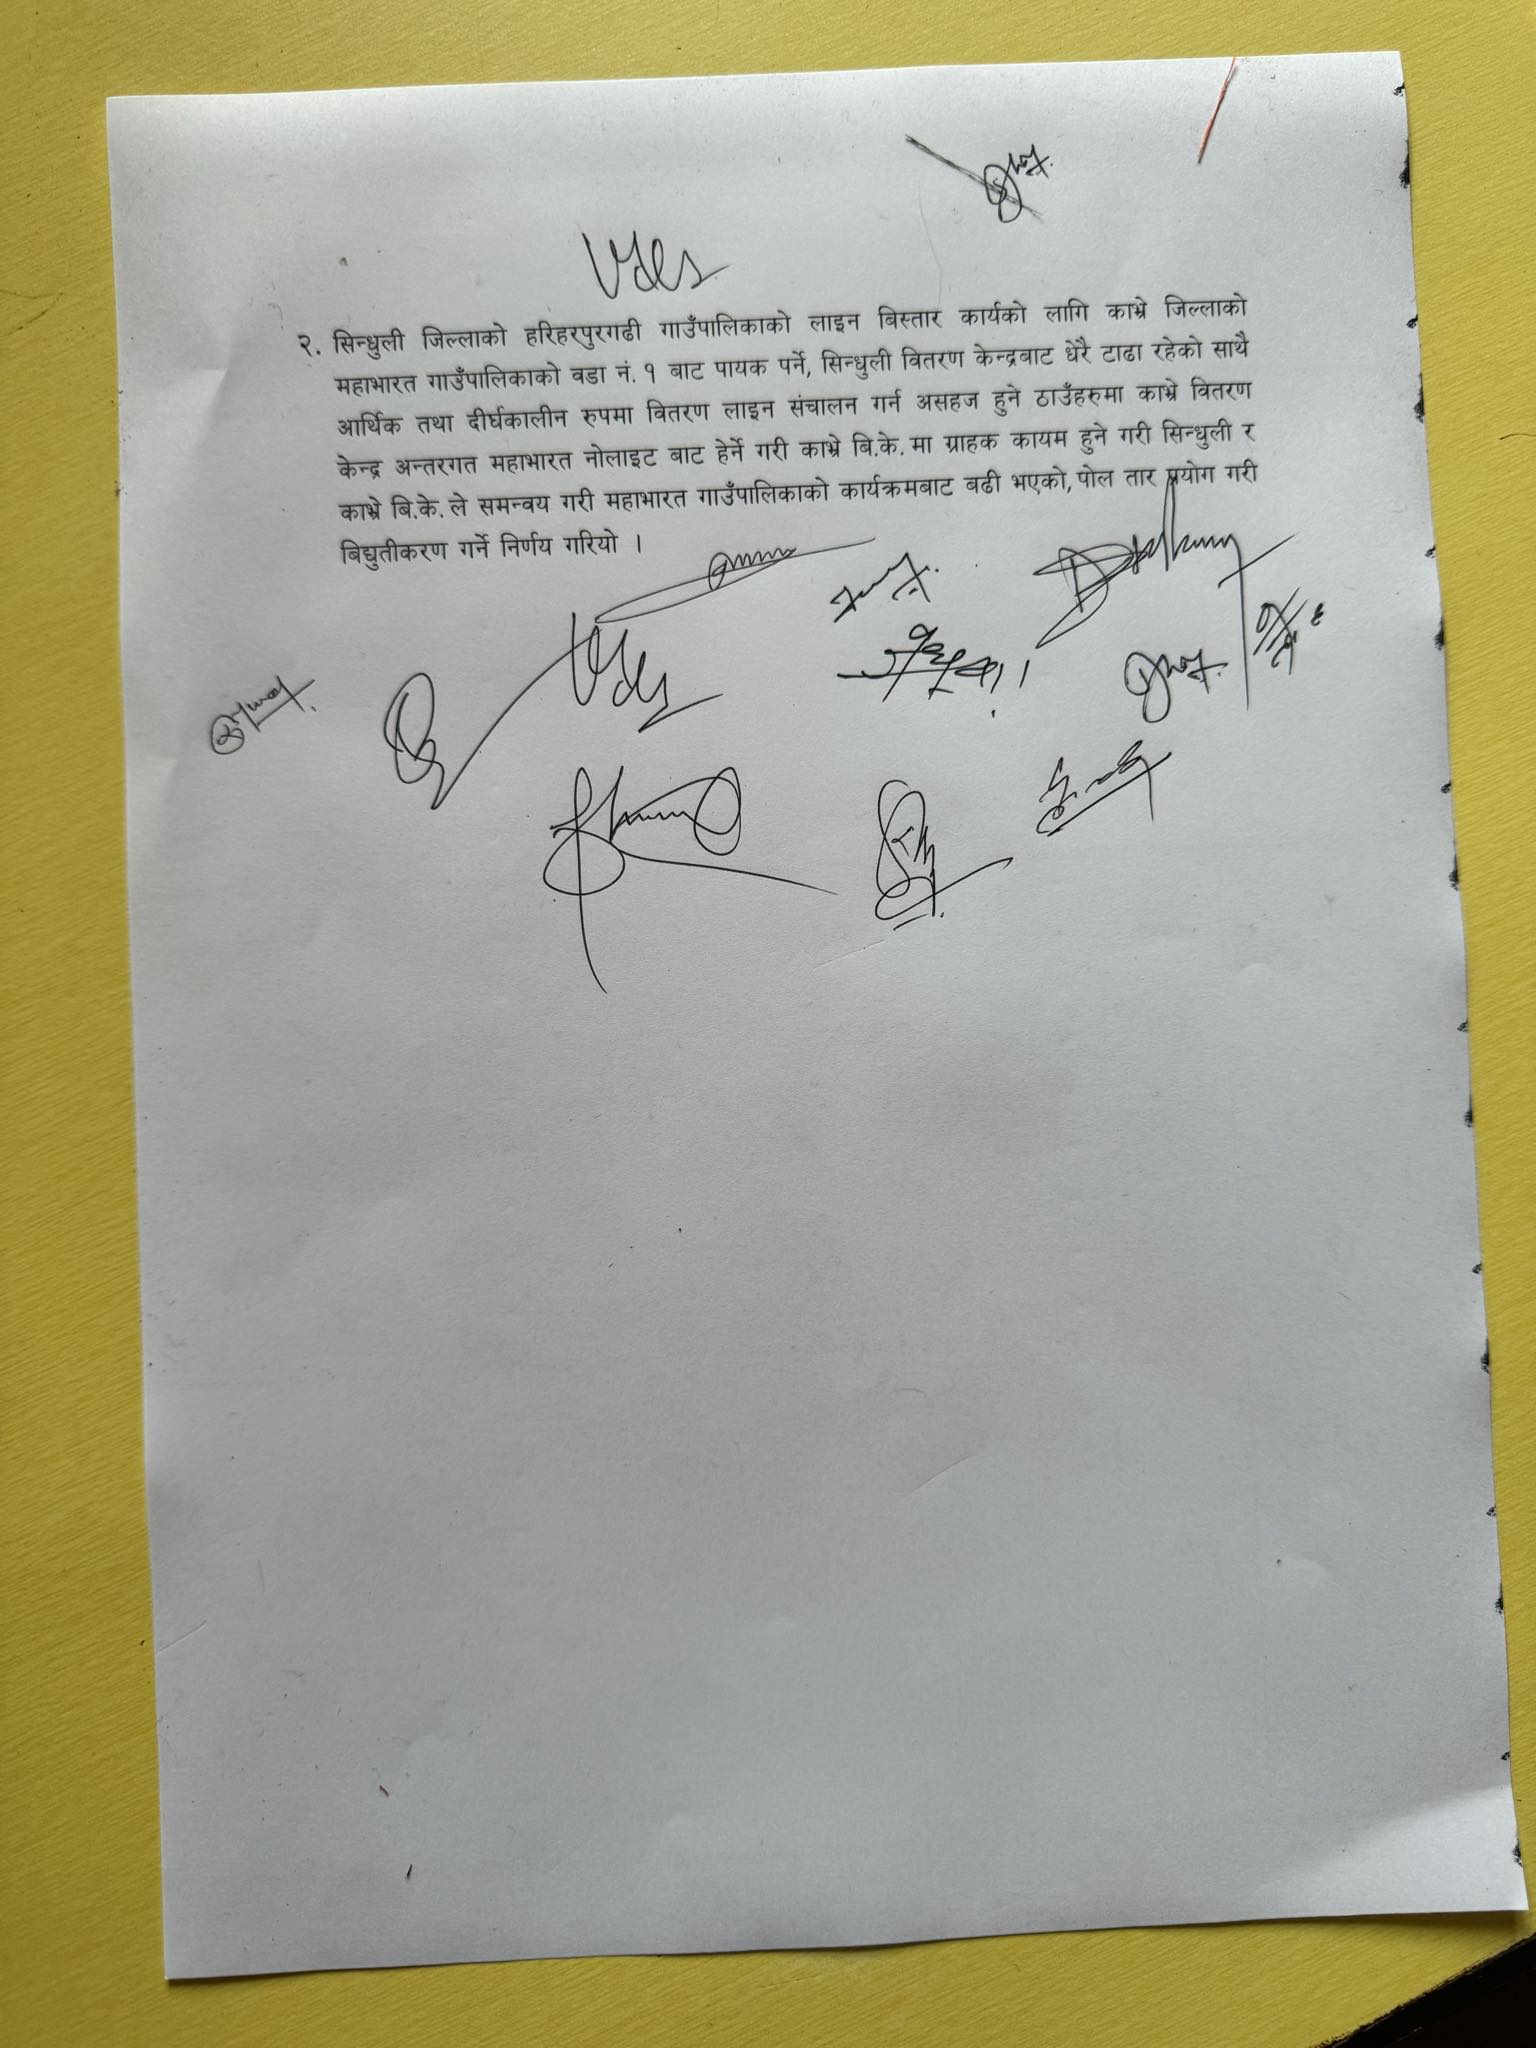 २. सिन्धुली जिल्लाको हरिहरपुरगढी गाउँपालिकाको लाइन बिस्तार कार्यको लागि काभ्रे जिल्लाको
महाभारत गाउँपालिकाको वडा नं. १ बाट पायक पर्ने, सिन्धुली वितरण केन्द्रबाट धेरै टाढा रहेको साथै
आर्थिक तथा दीर्घकालीन रुपमा वितरण लाइन संचालन गर्न असहज हुने ठाउँहरुमा काभ्रे वितरण
केन्द्र अन्तरगत महाभारत नोलाइट बाट हेर्ने गरी काभ्रे बि.के. मा ग्राहक कायम हुने गरी सिन्धुली र
काभ्रे बि.के. ले समन्वय गरी महाभारत गाउँपालिकाको कार्यक्रमबाट बढी भएको, पोल तार प्रयोग गरी
बिद्युतीकरण गर्ने निर्णय गरियो ।